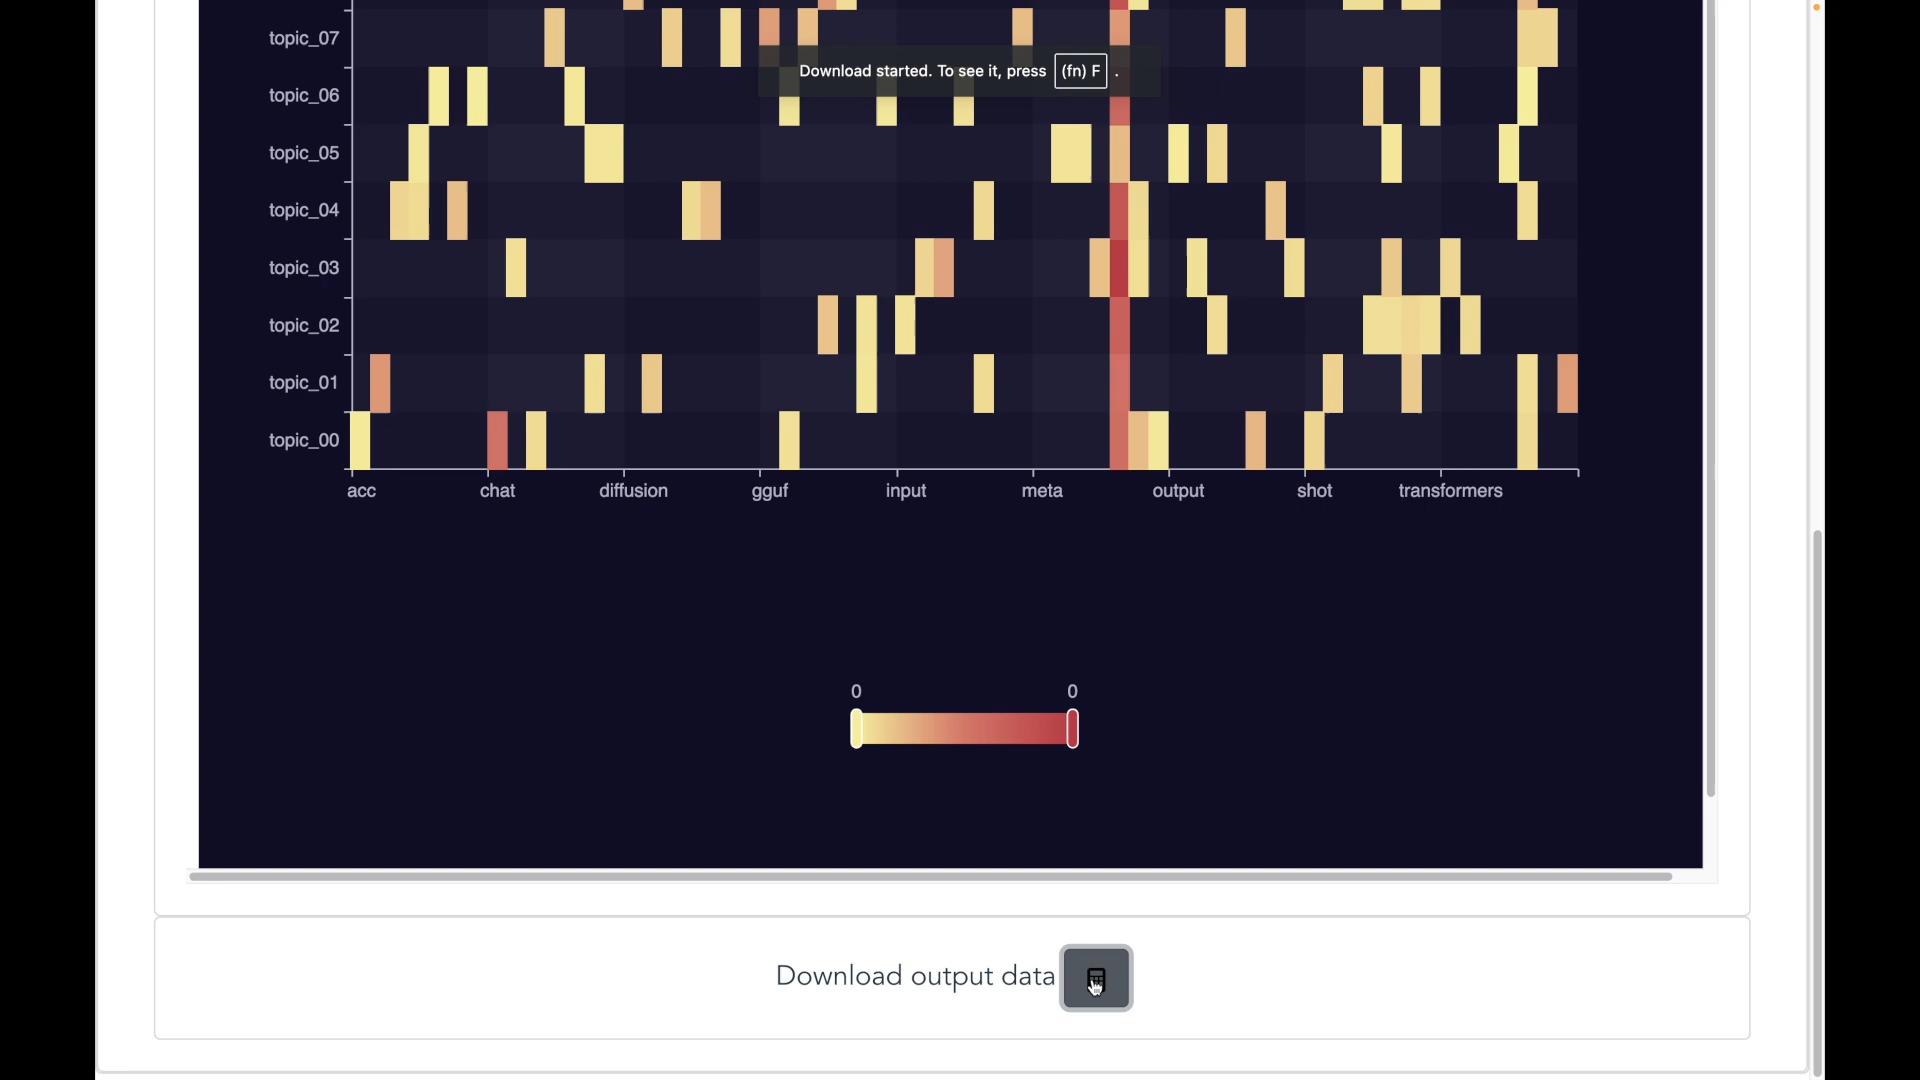 topic_07
Download started. To see it, press (fn) F .
topic_06
topic_05
topic_04
topic_03
topic_02
topic_01
topic_00
acc chat diffusion gguf input meta output shot transformers
0 0
Download output data